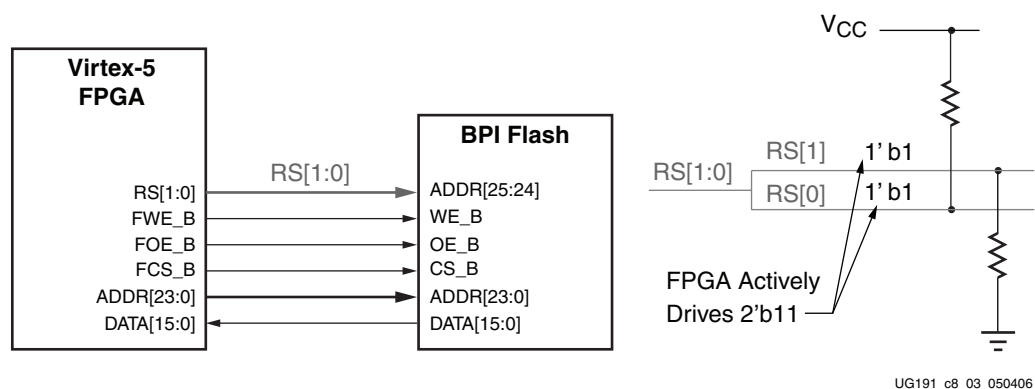 Virtex-5
FPGA
RS[1:0]
FWE_B
FOE_B
FCS_B
ADDR[23:0]
DATA[15:0]
RS[1:0]
BPI Flash
ADDR[25:24]
WE_B
OE_B
CS_B
ADDR[23:0]
DATA[15:0]
VCC
RS[1:0]
RS[1] 1' b1
RS[0] 1' b1
FPGA Actively
Drives 2'b11
UG191_c8_03_050406